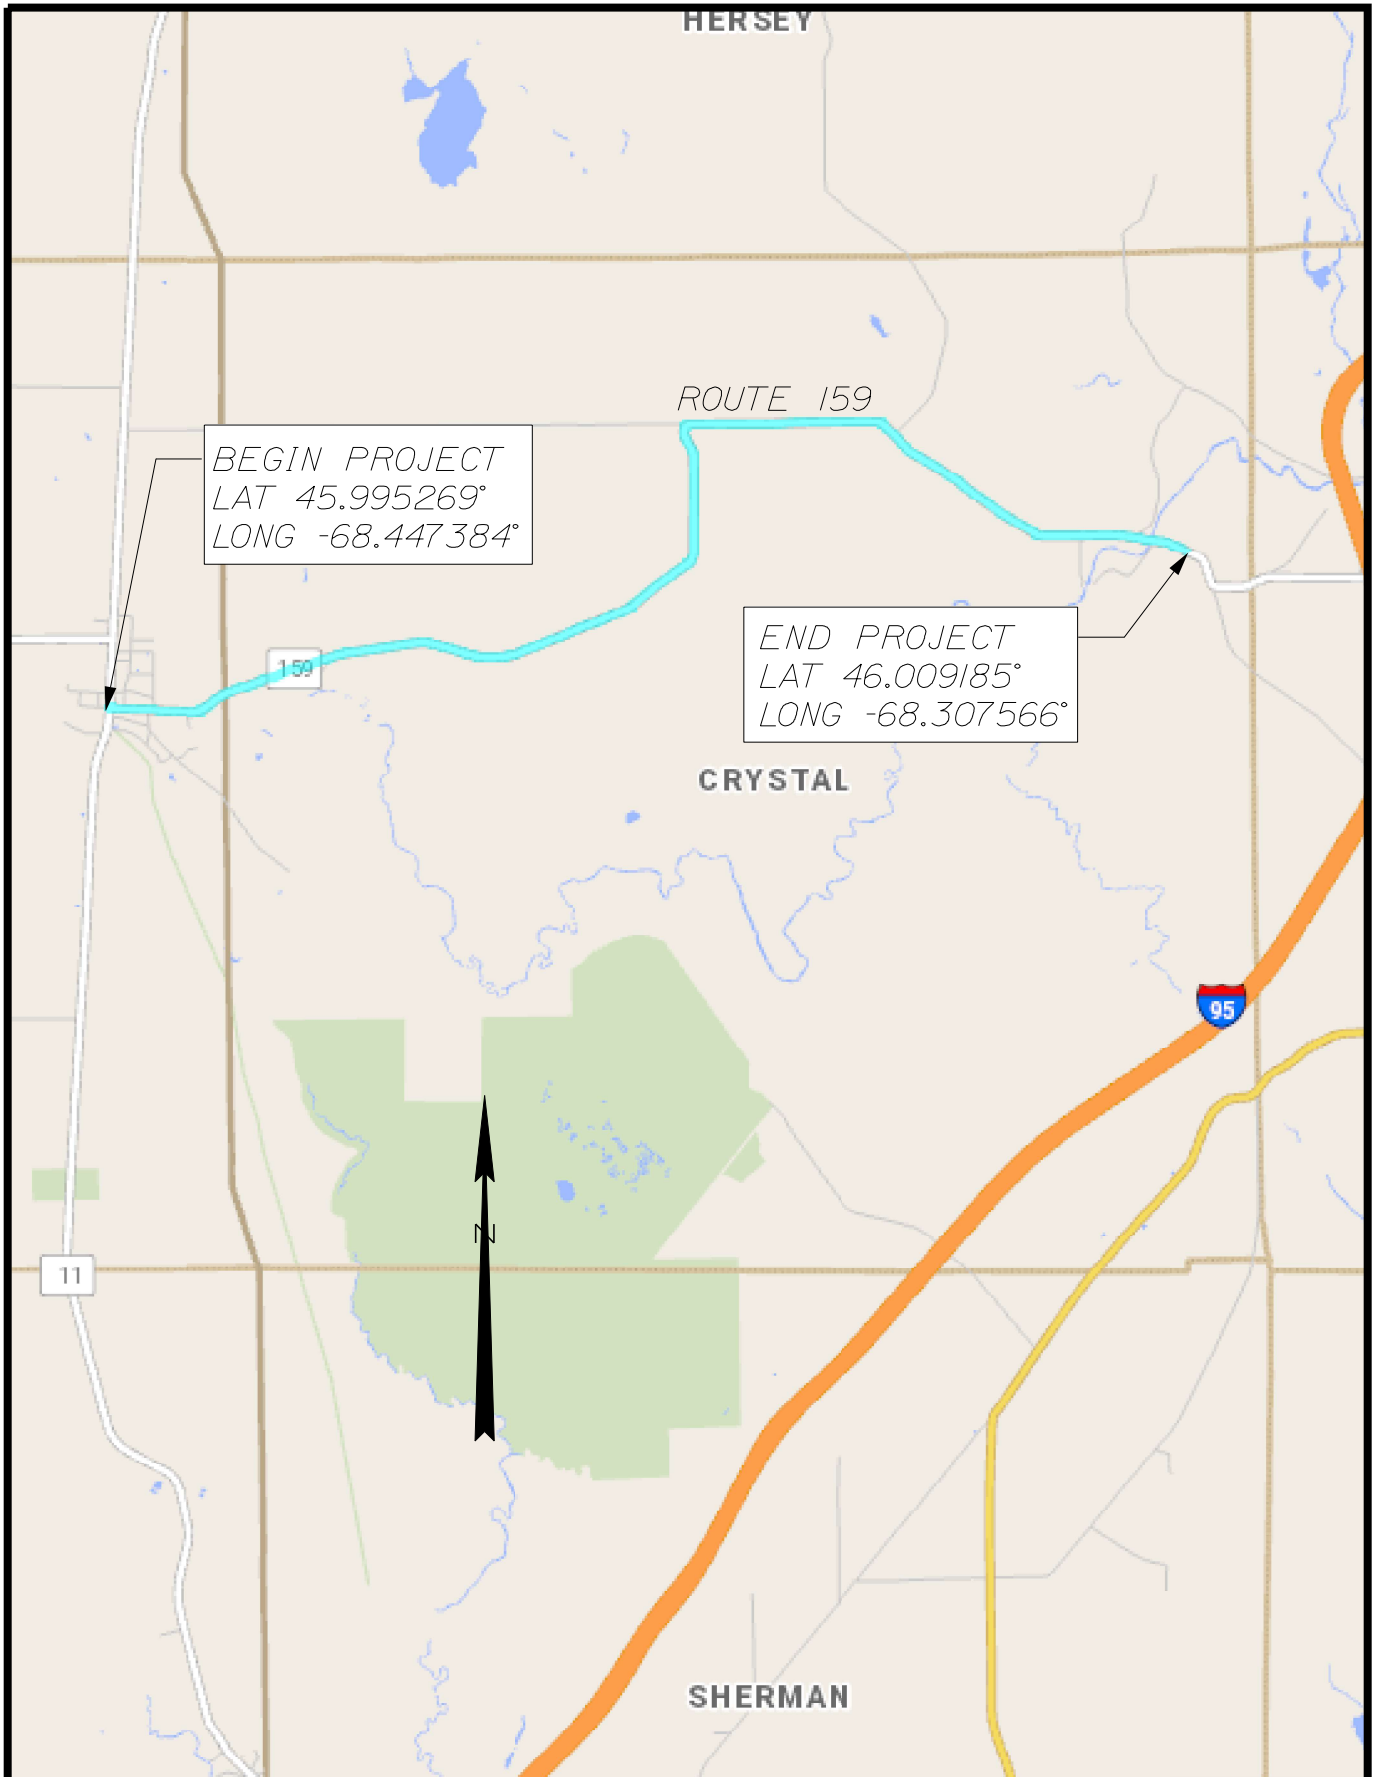 HERSEY
ROUTE 159
BEGIN PROJECT
LAT 45.995269°
LONG -68.447384°
END PROJECT
LAT 46.009185°
LONG -68.307566°
159
CRYSTAL
95
N
11
SHERMAN